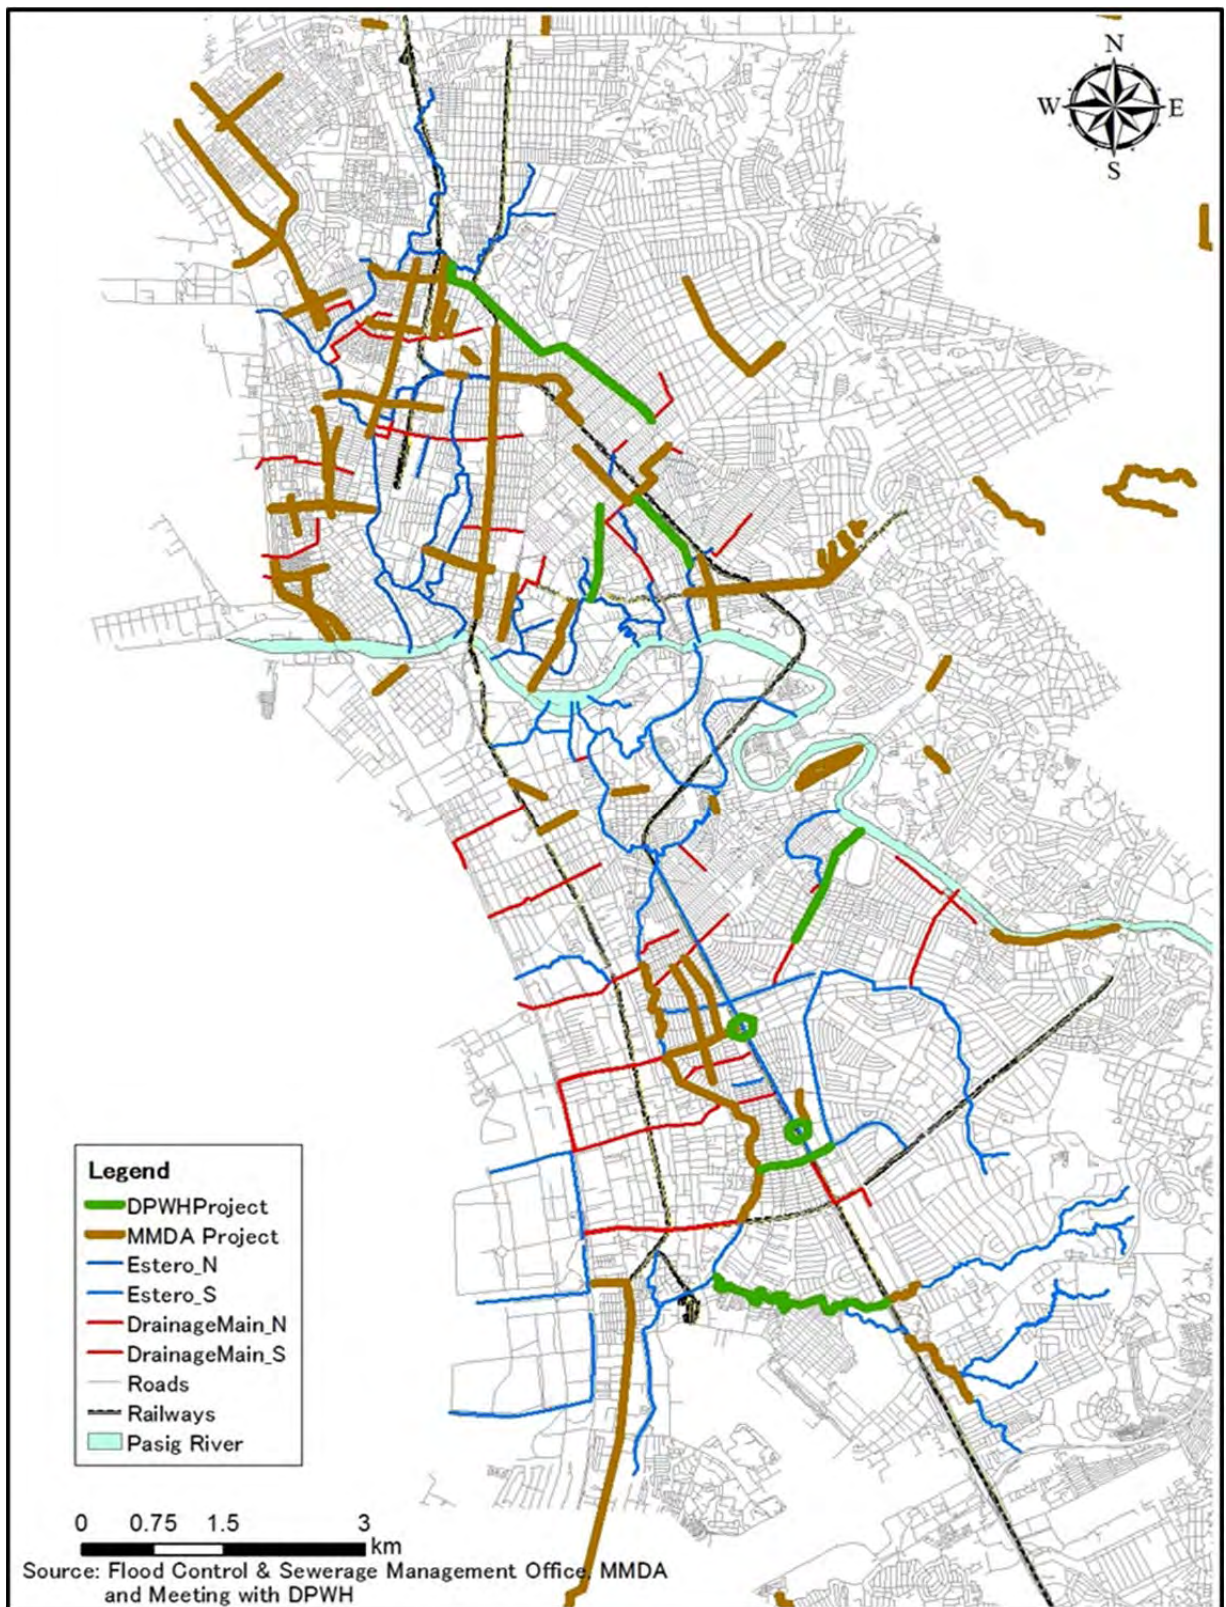 N
W E
S
Legend
DPWHProject
MMDA Project
Estero_N
Estero_S
DrainageMain_N
DrainageMain_S
Roads
Railways
Pasig River
0 0.75 1.5 3
km
Source: Flood Control & Sewerage Management Office, MMDA
and Meeting with DPWH